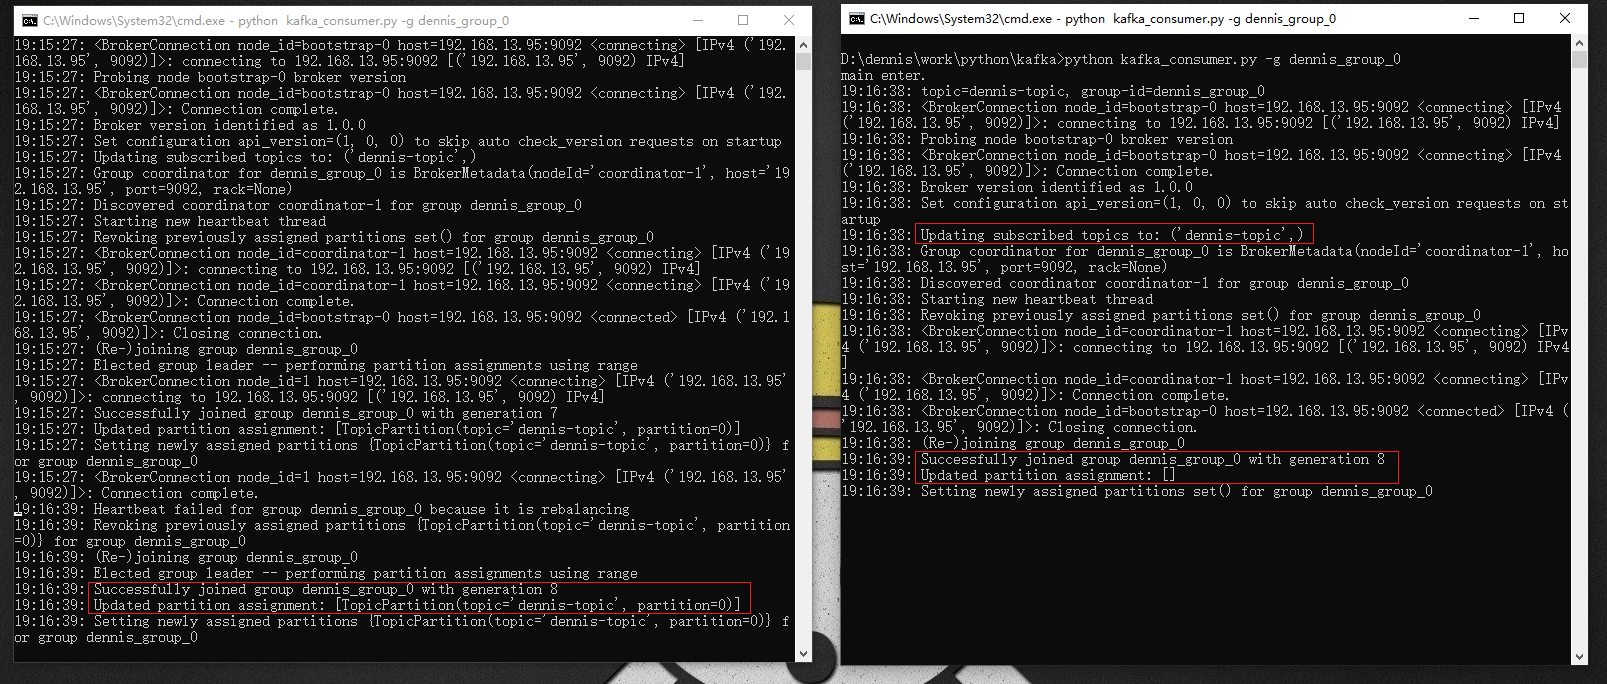 C:\Windows\System32\cmd.exe - python  kafka_consumer.py -g dennis_group_0
19:15:27: <BrokerConnection node_id=bootstrap-0 host=192.168.13.95:9092 <connecting> [IPv4 ('192.
168.13.95', 9092)]>: connecting to 192.168.13.95:9092 [('192.168.13.95', 9092) IPv4]
19:15:27: Probing node bootstrap-0 broker version
19:15:27: <BrokerConnection node_id=bootstrap-0 host=192.168.13.95:9092 <connecting> [IPv4 ('192.
168.13.95', 9092)]>: Connection complete.
19:15:27: Broker version identified as 1.0.0
19:15:27: Set configuration api_version=(1, 0, 0) to skip auto check_version requests on startup
19:15:27: Updating subscribed topics to: ('dennis-topic',)
19:15:27: Group coordinator for dennis_group_0 is BrokerMetadata(nodeId='coordinator-1', host='19
2.168.13.95', port=9092, rack=None)
19:15:27: Discovered coordinator coordinator-1 for group dennis_group_0
19:15:27: Starting new heartbeat thread
19:15:27: Revoking previously assigned partitions set() for group dennis_group_0
19:15:27: <BrokerConnection node_id=coordinator-1 host=192.168.13.95:9092 <connecting> [IPv4 ('19
2.168.13.95', 9092)]>: connecting to 192.168.13.95:9092 [('192.168.13.95', 9092) IPv4]
19:15:27: <BrokerConnection node_id=coordinator-1 host=192.168.13.95:9092 <connecting> [IPv4 ('19
2.168.13.95', 9092)]>: Connection complete.
19:15:27: <BrokerConnection node_id=bootstrap-0 host=192.168.13.95:9092 <connected> [IPv4 ('192.1
68.13.95', 9092)]>: Closing connection.
19:15:27: (Re-)joining group dennis_group_0
19:15:27: Elected group leader -- performing partition assignments using range
19:15:27: <BrokerConnection node_id=1 host=192.168.13.95:9092 <connecting> [IPv4 ('192.168.13.95'
, 9092)]>: connecting to 192.168.13.95:9092 [('192.168.13.95', 9092) IPv4]
19:15:27: Successfully joined group dennis_group_0 with generation 7
19:15:27: Updated partition assignment: [TopicPartition(topic='dennis-topic', partition=0)]
19:15:27: Setting newly assigned partitions {TopicPartition(topic='dennis-topic', partition=0)} f
or group dennis_group_0
19:15:27: <BrokerConnection node_id=1 host=192.168.13.95:9092 <connecting> [IPv4 ('192.168.13.95'
, 9092)]>: Connection complete.
19:16:39: Heartbeat failed for group dennis_group_0 because it is rebalancing
19:16:39: Revoking previously assigned partitions {TopicPartition(topic='dennis-topic', partition
=0)} for group dennis_group_0
19:16:39: (Re-)joining group dennis_group_0
19:16:39: Elected group leader -- performing partition assignments using range
19:16:39: Successfully joined group dennis_group_0 with generation 8
19:16:39: Updated partition assignment: [TopicPartition(topic='dennis-topic', partition=0)]
19:16:39: Setting newly assigned partitions {TopicPartition(topic='dennis-topic', partition=0)} f
or group dennis_group_0
C:\Windows\System32\cmd.exe - python  kafka_consumer.py -g dennis_group_0
D:\dennis\work\python\kafka>python kafka_consumer.py -g dennis_group_0
main enter.
19:16:38: topic=dennis-topic, group-id=dennis_group_0
19:16:38: <BrokerConnection node_id=bootstrap-0 host=192.168.13.95:9092 <connecting> [IPv4
('192.168.13.95', 9092)]>: connecting to 192.168.13.95:9092 [('192.168.13.95', 9092) IPv4]
19:16:38: Probing node bootstrap-0 broker version
19:16:38: <BrokerConnection node_id=bootstrap-0 host=192.168.13.95:9092 <connecting> [IPv4
('192.168.13.95', 9092)]>: Connection complete.
19:16:38: Broker version identified as 1.0.0
19:16:38: Set configuration api_version=(1, 0, 0) to skip auto check_version requests on st
artup
19:16:38: Updating subscribed topics to: ('dennis-topic',)
19:16:38: Group coordinator for dennis_group_0 is BrokerMetadata(nodeId='coordinator-1', ho
st='192.168.13.95', port=9092, rack=None)
19:16:38: Discovered coordinator coordinator-1 for group dennis_group_0
19:16:38: Starting new heartbeat thread
19:16:38: Revoking previously assigned partitions set() for group dennis_group_0
19:16:38: <BrokerConnection node_id=coordinator-1 host=192.168.13.95:9092 <connecting> [IPv
4 ('192.168.13.95', 9092)]>: connecting to 192.168.13.95:9092 [('192.168.13.95', 9092) IPv4
]
19:16:38: <BrokerConnection node_id=coordinator-1 host=192.168.13.95:9092 <connecting> [IPv
4 ('192.168.13.95', 9092)]>: Connection complete.
19:16:38: <BrokerConnection node_id=bootstrap-0 host=192.168.13.95:9092 <connected> [IPv4 (
'192.168.13.95', 9092)]>: Closing connection.
19:16:38: (Re-)joining group dennis_group_0
19:16:39: Successfully joined group dennis_group_0 with generation 8
19:16:39: Updated partition assignment: []
19:16:39: Setting newly assigned partitions set() for group dennis_group_0